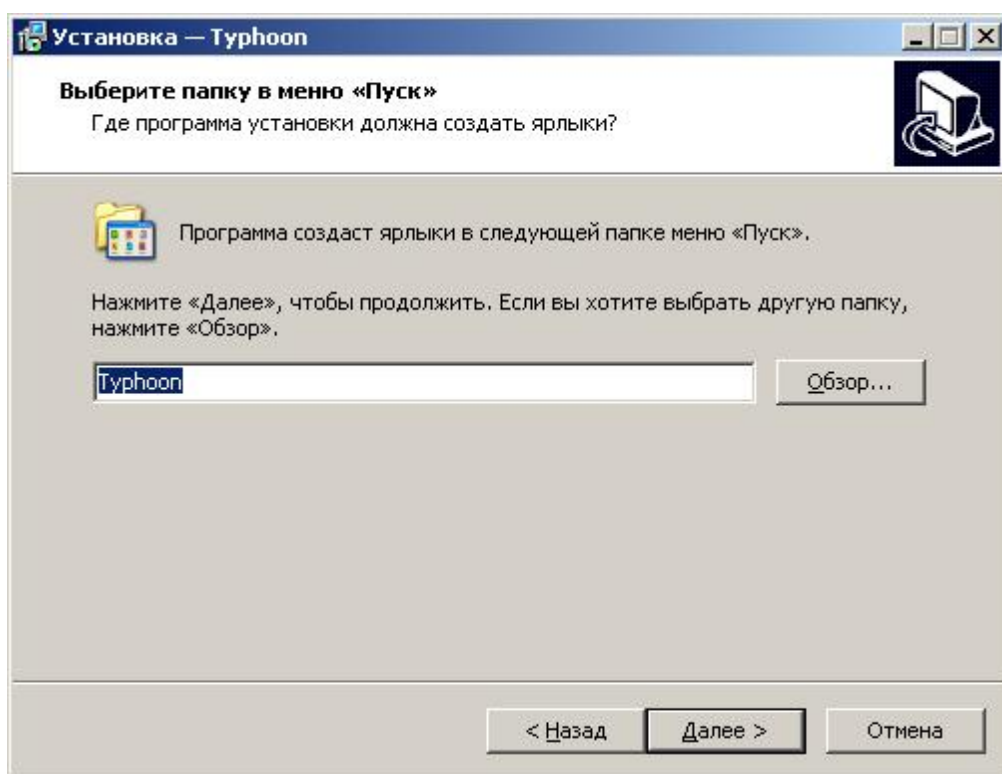 Установка — Typhoon
Выберите папку в меню «Пуск»
Где программа установки должна создать ярлыки?
Программа создаст ярлыки в следующей папке меню «Пуск».
Нажмите «Далее», чтобы продолжить. Если вы хотите выбрать другую папку,
нажмите «Обзор».
Typhoon
Обзор...
< Назад
Далее >
Отмена